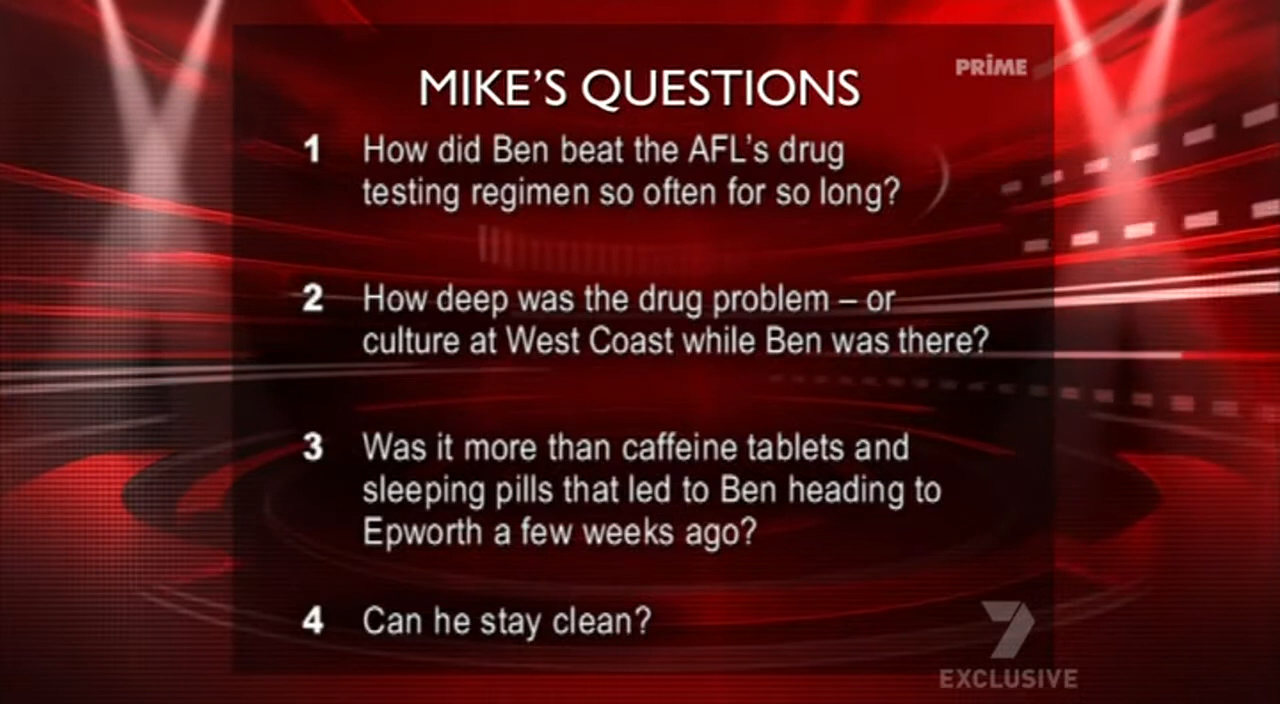 PRIME
MIKE'S QUESTIONS
1 How did Ben beat the AFL's drug
testing regimen so often for so long?
2 How deep was the drug problem – or
culture at West Coast while Ben was there?
3 Was it more than caffeine tablets and
sleeping pills that led to Ben heading to
Epworth a few weeks ago?
4 Can he stay clean?
7
EXCLUSIVE